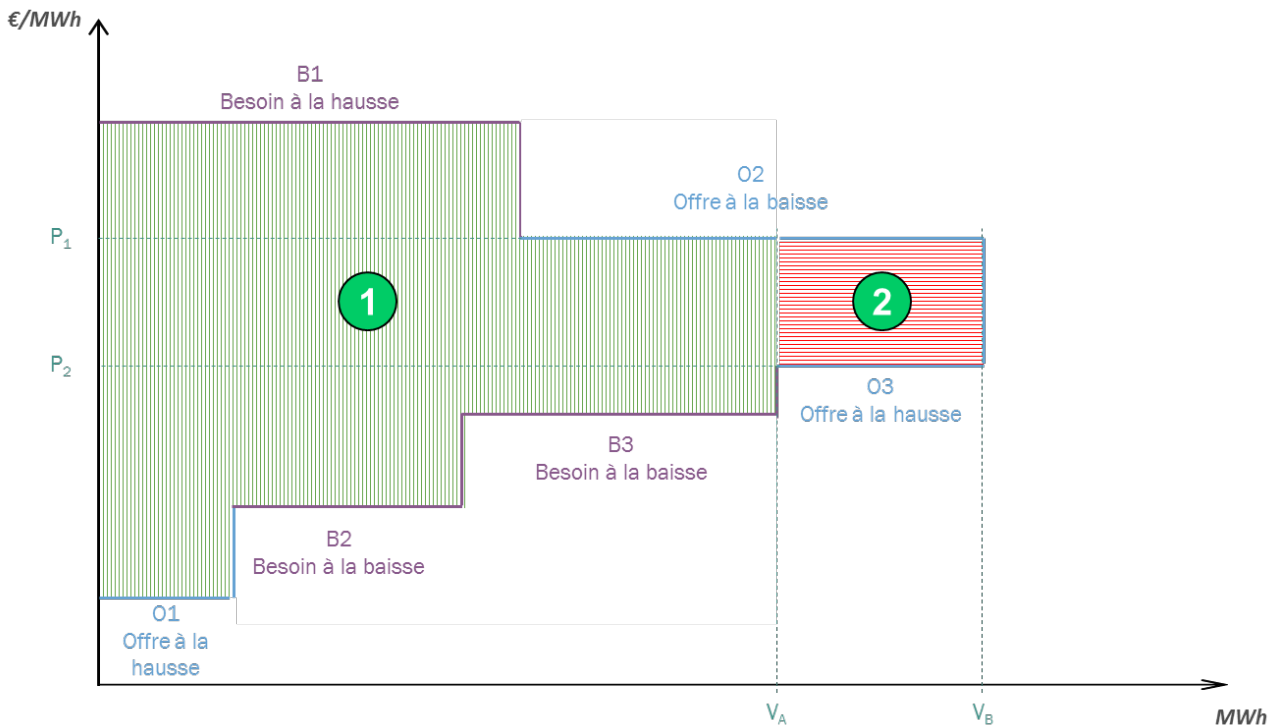 €/MWh
B1
Besoin à la hausse
O2
Offre à la baisse
P1
1
2
P2
O3
Offre à la hausse
B3
Besoin à la baisse
B2
Besoin à la baisse
O1
Offre à la
hausse
VA
VB
MWh